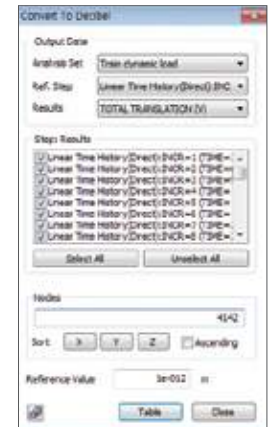 Convert To Decibel
Output Data
Analysis Set Train dynamic load
Ref. Step Linear Time History(Direct):INC
Results TOTAL TRANSLATION (V)
Step: Results
Linear Time History(Direct):INCR=1 (TIME=
Linear Time History(Direct):INCR=2 (TIME=
Linear Time History(Direct):INCR=3 (TIME=
Linear Time History(Direct):INCR=4 (TIME=
Linear Time History(Direct):INCR=5 (TIME=
Linear Time History(Direct):INCR=6 (TIME=
Linear Time History(Direct):INCR=7 (TIME=
Linear Time History(Direct):INCR=8 (TIME=
Select All Unselect All
Nodes
4142
Sort X Y Z Ascending
Reference Value 1e-012 m
Table Close